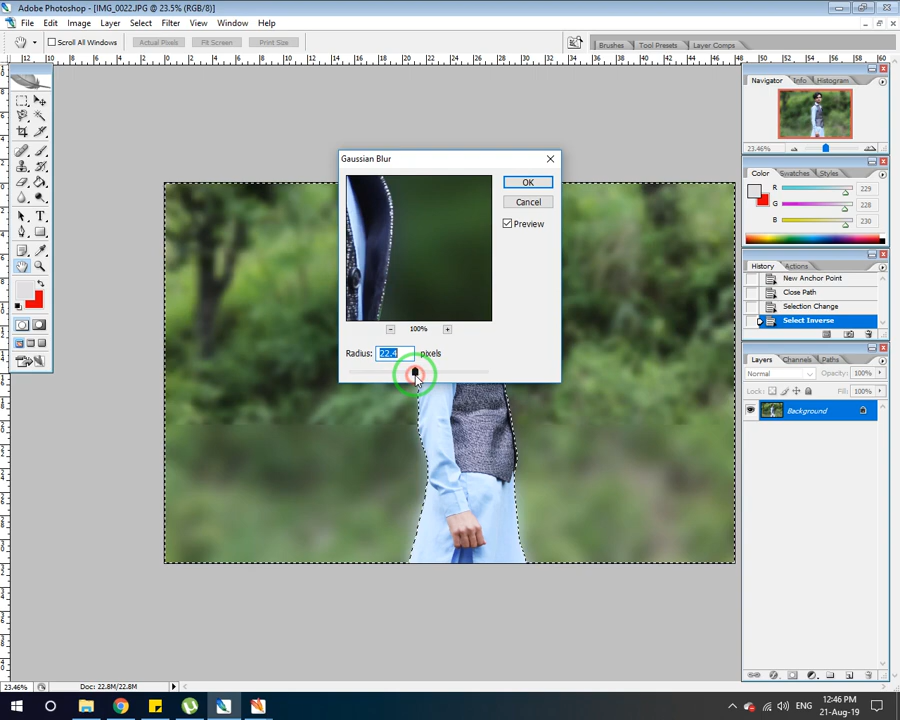 Adobe Photoshop - [IMG_0022.JPG @ 23.5% (RGB/8)]
File Edit Image Layer Select Filter View Window Help
Scroll All Windows Actual Pixels Fit Screen Print Size Brushes Tool Presets Layer Comps
Navigator Info Histogram
23.46%
Color Swatches Styles
R 229
G 228
B 230
History Actions
New Anchor Point
Close Path
Selection Change
Select Inverse
Layers Channels Paths
Normal Opacity: 100%
Lock: Fill: 100%
Background
Gaussian Blur
OK
Cancel
Preview
100%
Radius: 22.4 pixels
23.46% Doc: 22.8M/22.8M
ENG
12:46 PM
21-Aug-19